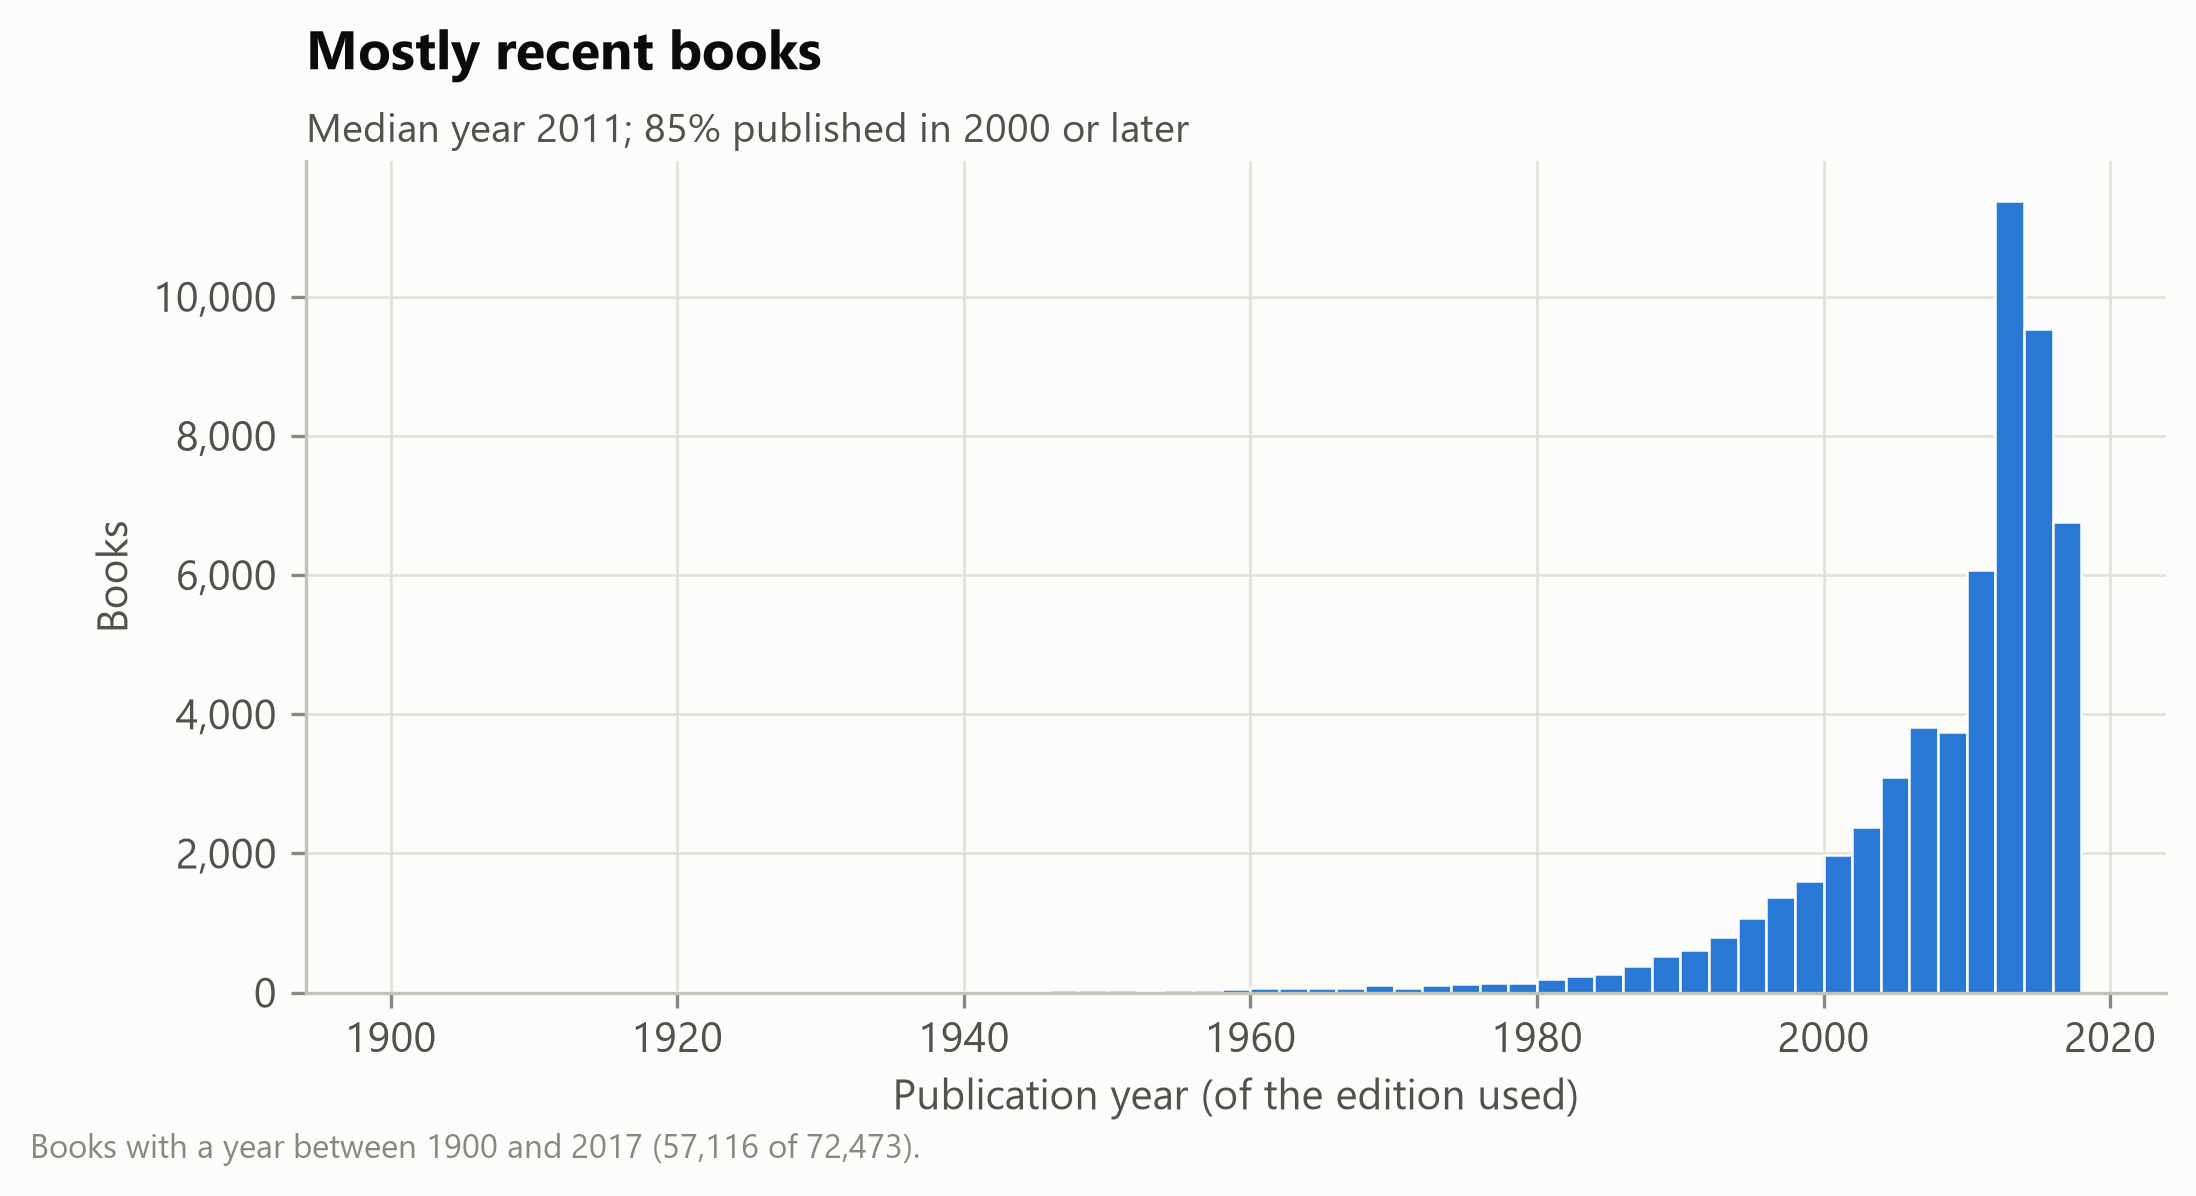 Mostly recent books
Median year 2011; 85% published in 2000 or later
Books
10,000
8,000
6,000
4,000
2,000
0
1900 1920 1940 1960 1980 2000 2020
Publication year (of the edition used)
Books with a year between 1900 and 2017 (57,116 of 72,473).